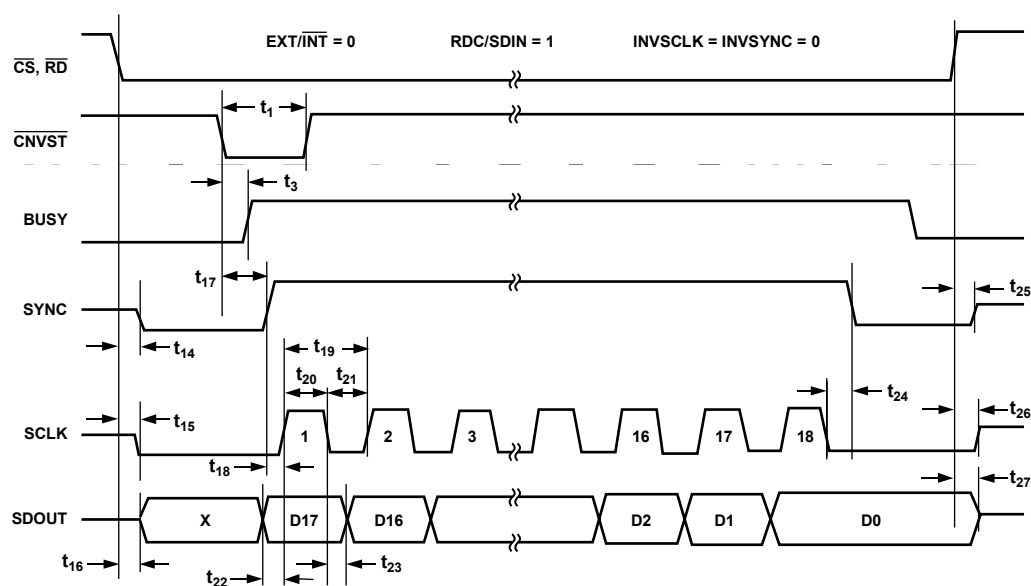 EXT/INT = 0 RDC/SDIN = 1 INVSCLK = INVSYNC = 0
CS, RD
t1
CNVST
t3
BUSY
t17
SYNC
t25
t14
t19
t20 t21
t24
t15
t26
SCLK
1 2 3 16 17 18
t18
t27
SDOUT
X D17 D16 D2 D1 D0
t16
t22
t23